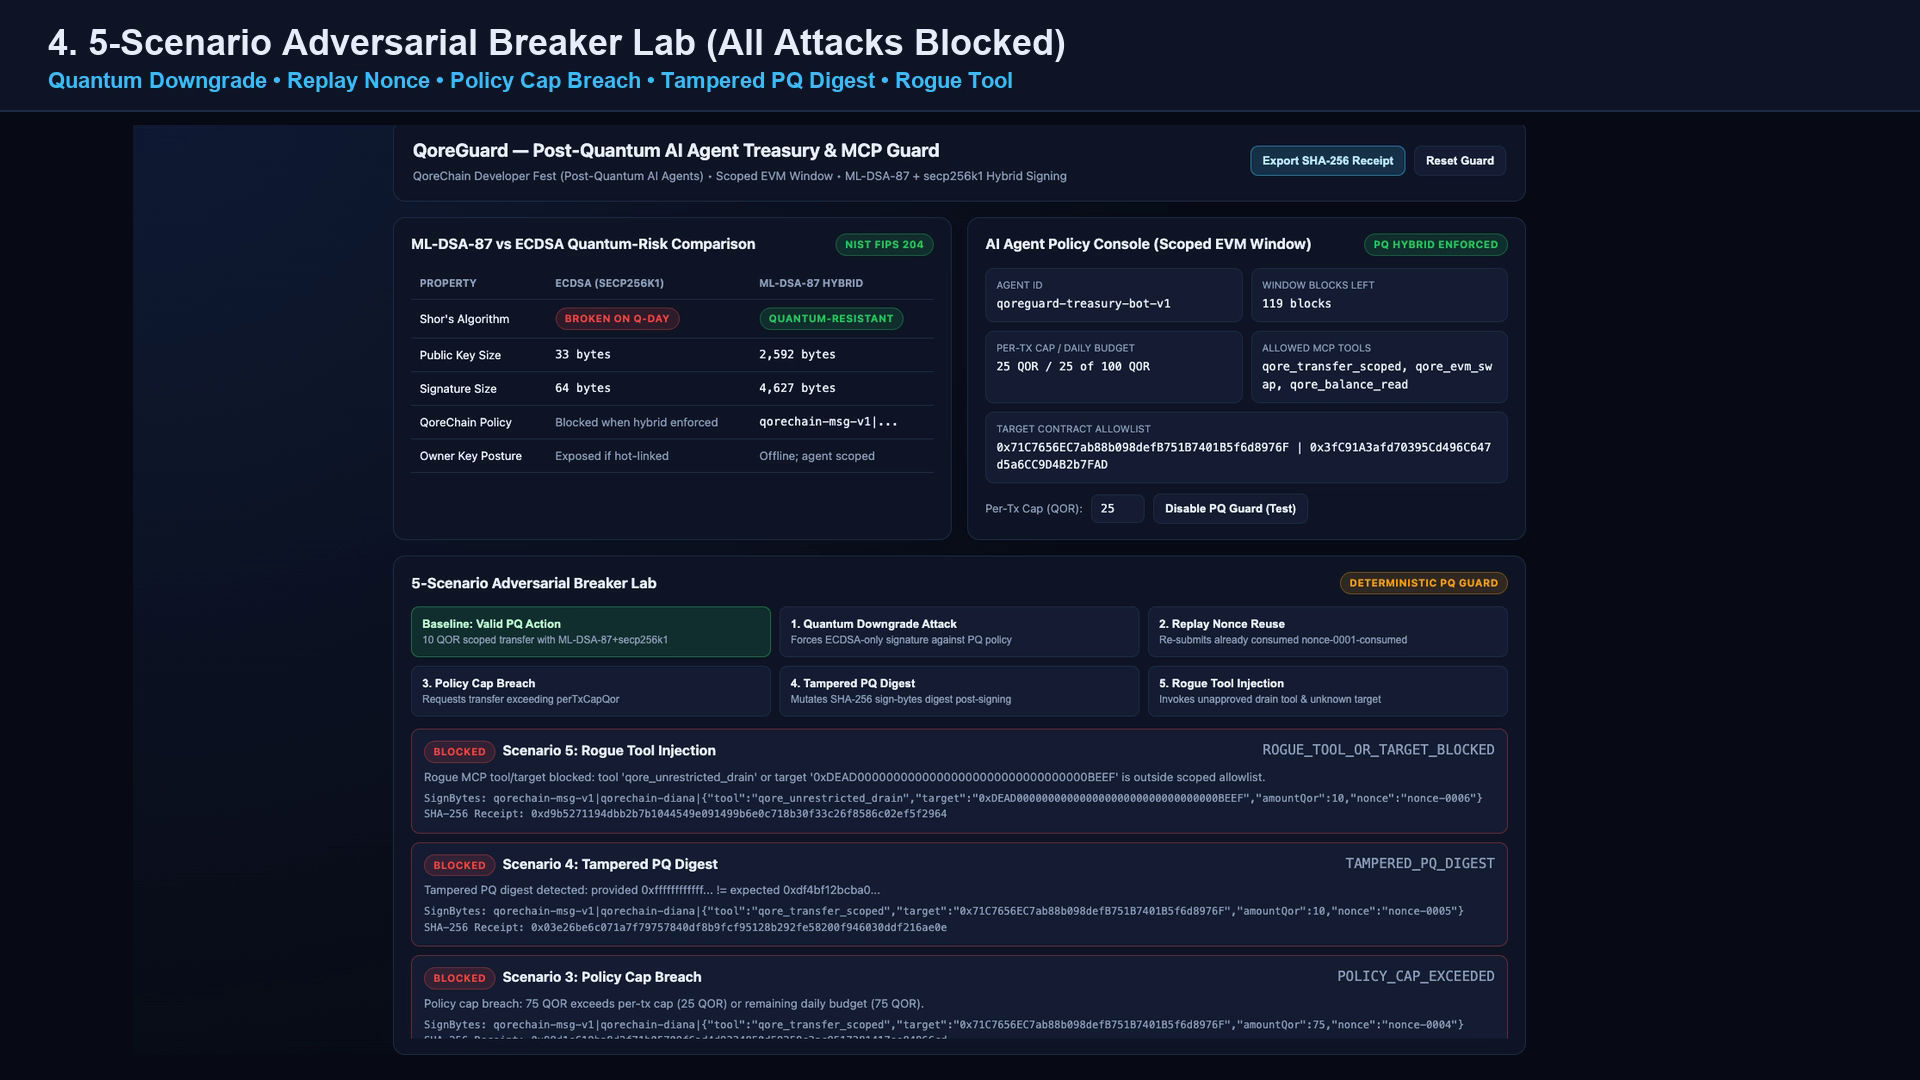 4. 5-Scenario Adversarial Breaker Lab (All Attacks Blocked)
Quantum Downgrade • Replay Nonce • Policy Cap Breach • Tampered PQ Digest • Rogue Tool
QoreGuard — Post-Quantum AI Agent Treasury & MCP Guard
QoreChain Developer Fest (Post-Quantum AI Agents) • Scoped EVM Window • ML-DSA-87 + secp256k1 Hybrid Signing
Export SHA-256 Receipt
Reset Guard
ML-DSA-87 vs ECDSA Quantum-Risk Comparison
NIST FIPS 204
PROPERTY ECDSA (SECP256K1) ML-DSA-87 HYBRID
Shor's Algorithm BROKEN ON Q-DAY QUANTUM-RESISTANT
Public Key Size 33 bytes 2,592 bytes
Signature Size 64 bytes 4,627 bytes
QoreChain Policy Blocked when hybrid enforced qorechain-msg-v1|...
Owner Key Posture Exposed if hot-linked Offline; agent scoped
AI Agent Policy Console (Scoped EVM Window)
PQ HYBRID ENFORCED
AGENT ID
qoreguard-treasury-bot-v1
WINDOW BLOCKS LEFT
119 blocks
PER-TX CAP / DAILY BUDGET
25 QOR / 25 of 100 QOR
ALLOWED MCP TOOLS
qore_transfer_scoped, qore_evm_sw
ap, qore_balance_read
TARGET CONTRACT ALLOWLIST
0x71C7656EC7ab88b098defB751B7401B5f6d8976F | 0x3fC91A3afd70395Cd496C647
d5a6CC9D4B2b7FAD
Per-Tx Cap (QOR): 25 Disable PQ Guard (Test)
5-Scenario Adversarial Breaker Lab
DETERMINISTIC PQ GUARD
Baseline: Valid PQ Action
10 QOR scoped transfer with ML-DSA-87+secp256k1
1. Quantum Downgrade Attack
Forces ECDSA-only signature against PQ policy
2. Replay Nonce Reuse
Re-submits already consumed nonce-0001-consumed
3. Policy Cap Breach
Requests transfer exceeding perTxCapQor
4. Tampered PQ Digest
Mutates SHA-256 sign-bytes digest post-signing
5. Rogue Tool Injection
Invokes unapproved drain tool & unknown target
BLOCKED Scenario 5: Rogue Tool Injection ROGUE_TOOL_OR_TARGET_BLOCKED
Rogue MCP tool/target blocked: tool 'qore_unrestricted_drain' or target '0xDEAD00000000000000000000000000000000BEEF' is outside scoped allowlist.
SignBytes: qorechain-msg-v1|qorechain-diana|{"tool":"qore_unrestricted_drain","target":"0xDEAD00000000000000000000000000000000BEEF","amountQor":10,"nonce":"nonce-0006"}
SHA-256 Receipt: 0xd9b5271194dbb2b7b1044549e091499b6e0c718b30f33c26f8586c02ef5f2964
BLOCKED Scenario 4: Tampered PQ Digest TAMPERED_PQ_DIGEST
Tampered PQ digest detected: provided 0xffffffffffff... != expected 0xdf4bf12bcba0...
SignBytes: qorechain-msg-v1|qorechain-diana|{"tool":"qore_transfer_scoped","target":"0x71C7656EC7ab88b098defB751B7401B5f6d8976F","amountQor":10,"nonce":"nonce-0005"}
SHA-256 Receipt: 0x03e26be6c071a7f79757840df8b9fcf95128b292fe58200f946030ddf216ae0e
BLOCKED Scenario 3: Policy Cap Breach POLICY_CAP_EXCEEDED
Policy cap breach: 75 QOR exceeds per-tx cap (25 QOR) or remaining daily budget (75 QOR).
SignBytes: qorechain-msg-v1|qorechain-diana|{"tool":"qore_transfer_scoped","target":"0x71C7656EC7ab88b098defB751B7401B5f6d8976F","amountQor":75,"nonce":"nonce-0004"}
SHA-256 Receipt: